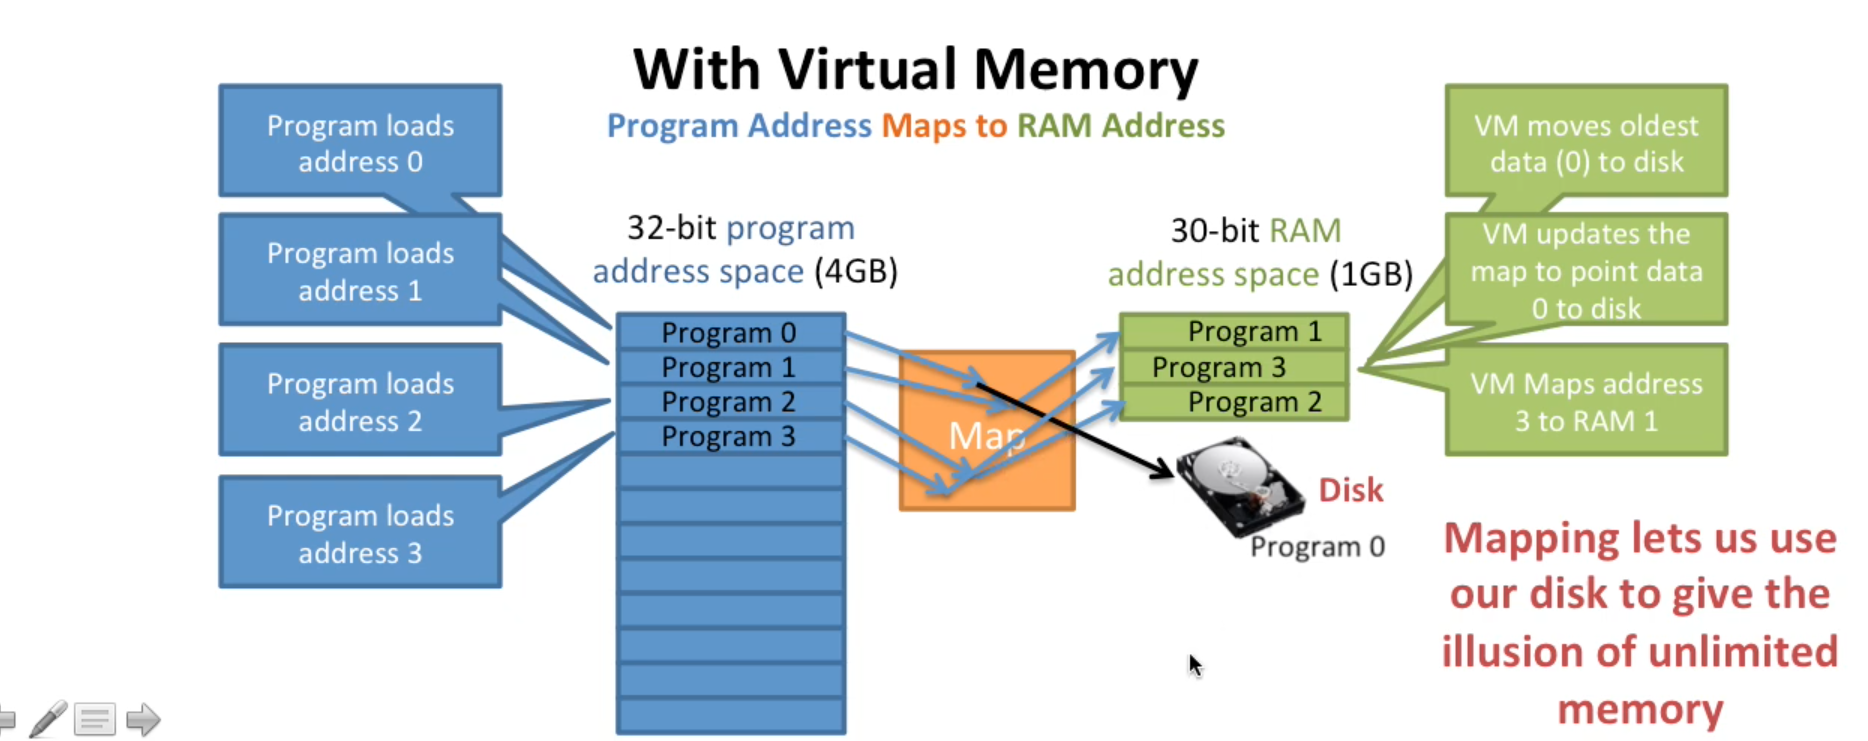 With Virtual Memory
Program Address Maps to RAM Address
Program loads
address 0
Program loads
address 1
Program loads
address 2
Program loads
address 3
32-bit program
address space (4GB)
Program 0
Program 1
Program 2
Program 3
Map
30-bit RAM
address space (1GB)
Program 1
Program 3
Program 2
Disk
Program 0
VM moves oldest
data (0) to disk
VM updates the
map to point data
0 to disk
VM Maps address
3 to RAM 1
Mapping lets us use
our disk to give the
illusion of unlimited
memory